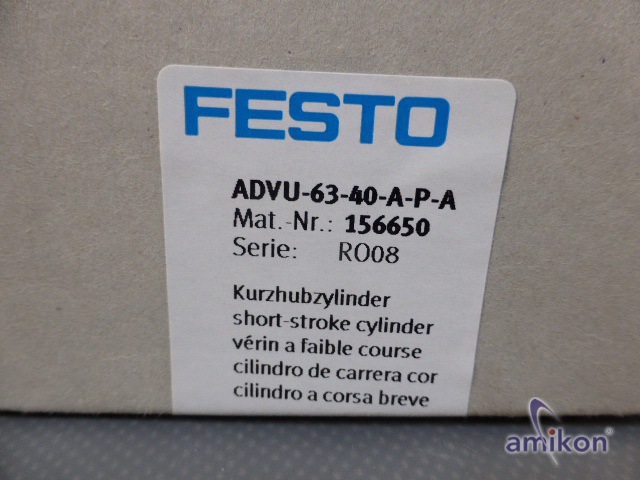 FESTO
ADVU-63-40-A-P-A
Mat.-Nr.: 156650
Serie: RO08
Kurzhubzylinder
short-stroke cylinder
vérin a faible course
cilindro de carrera cor
cilindro a corsa breve
amikon